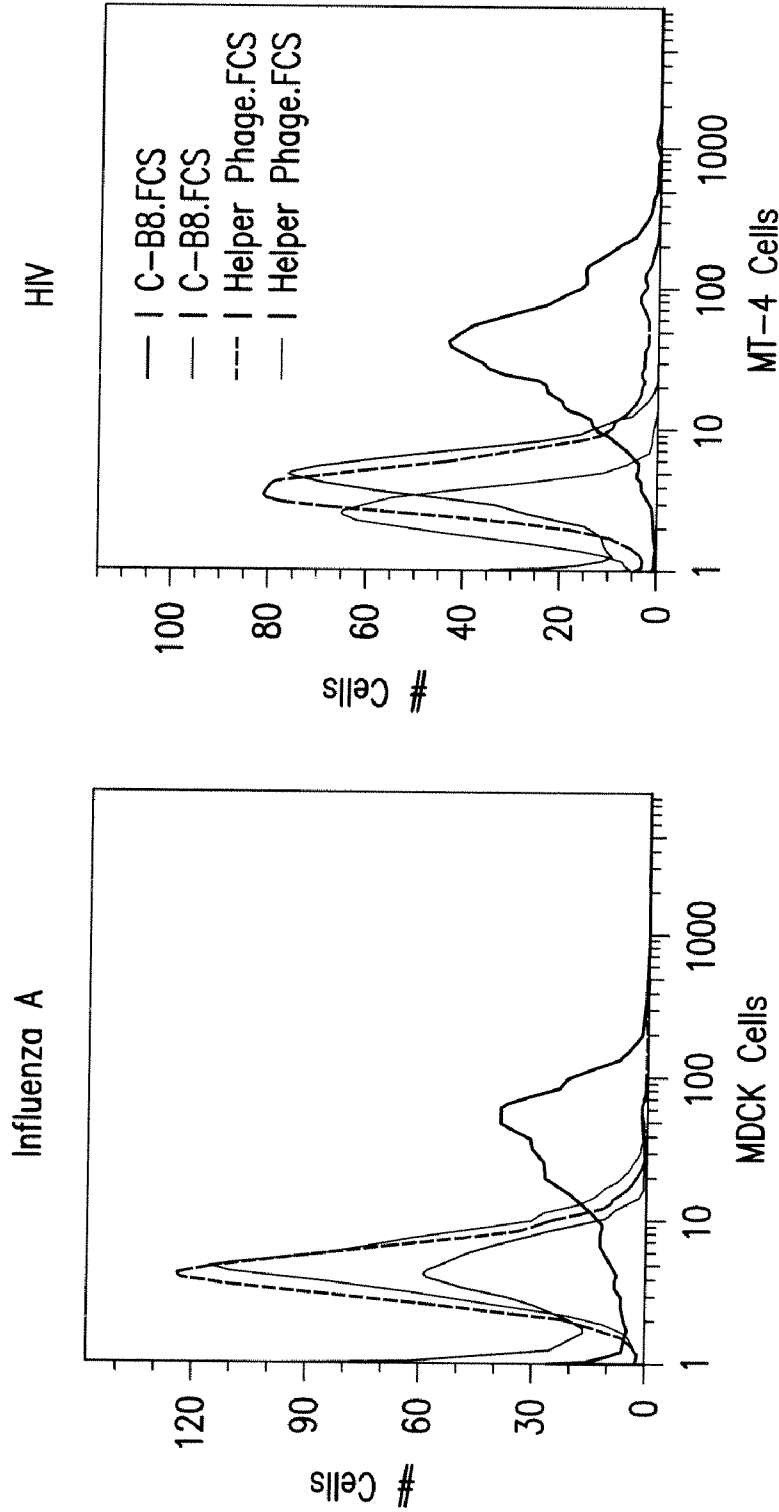 Influenza A
# Cells
120
90
60
30
0
1
10
100
1000
MDCK Cells
HIV
I C-B8.FCS
I C-B8.FCS
I Helper Phage.FCS
I Helper Phage.FCS
# Cells
100
80
60
40
20
0
1
10
100
1000
MT-4 Cells